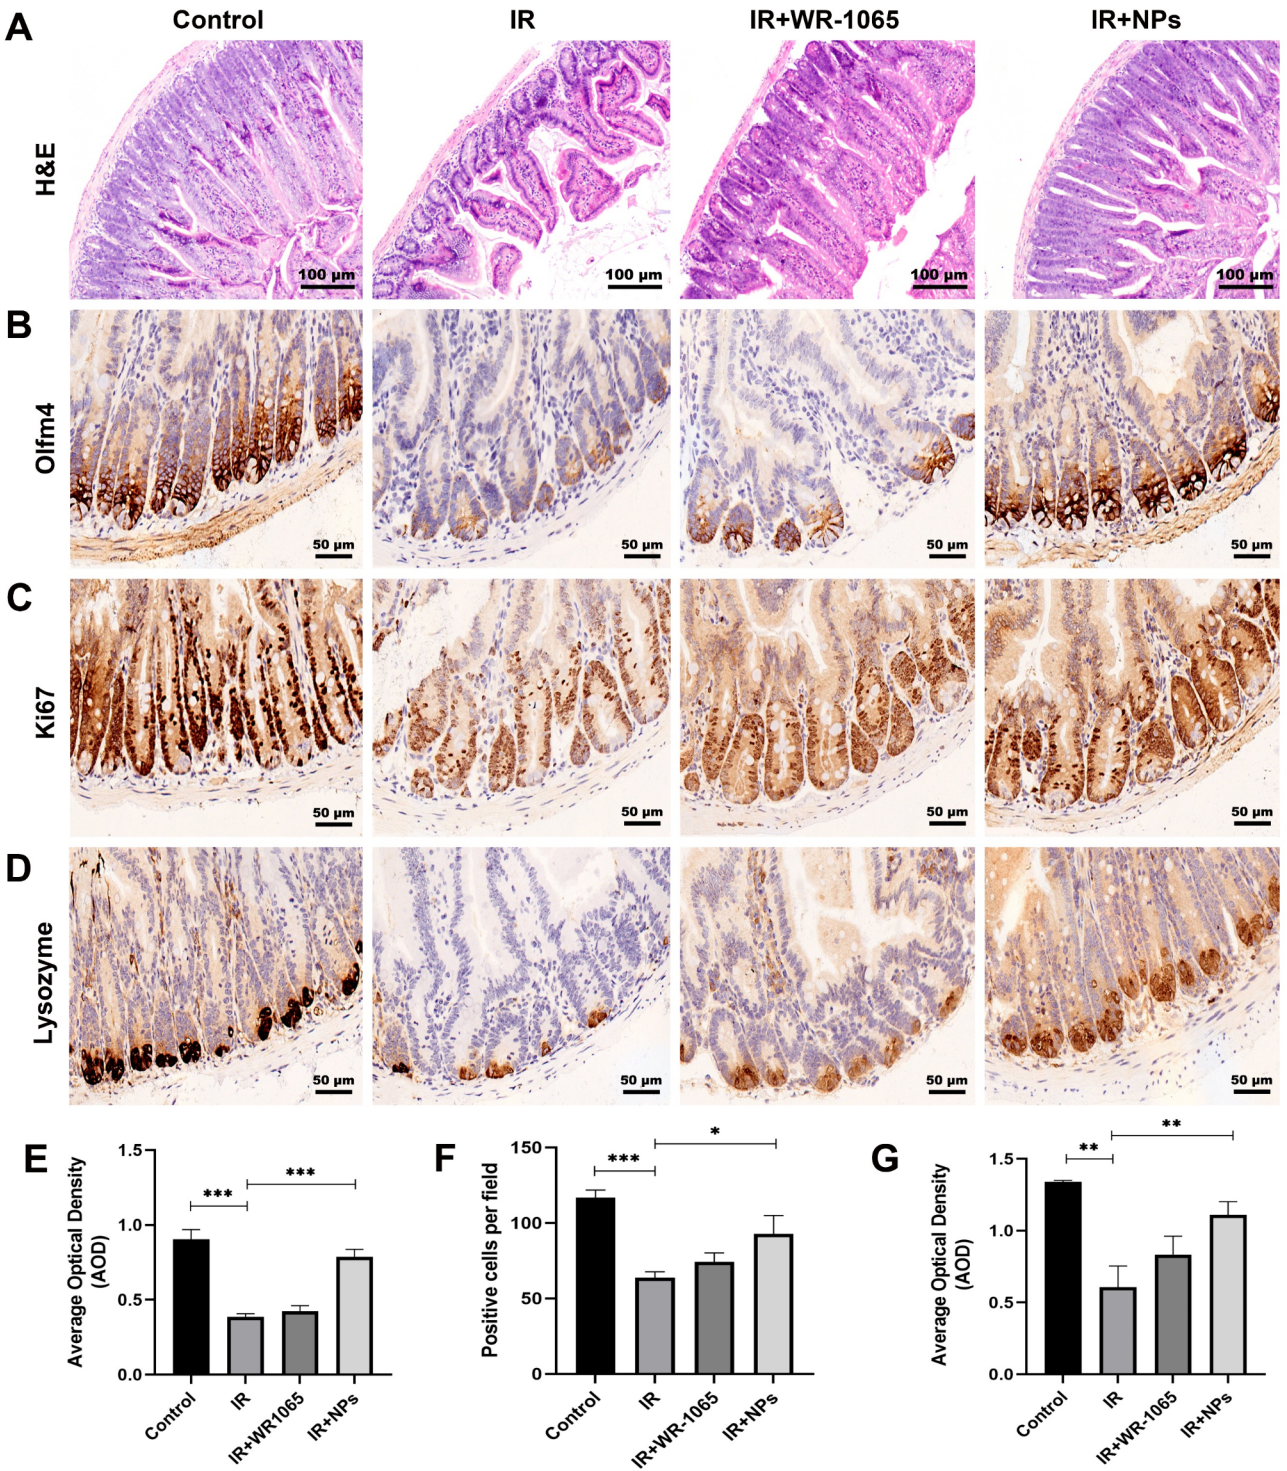 A
Control
IR
IR+WR-1065
IR+NPs
H&E
100 μm
100 μm
100 μm
100 μm
B
Olfm4
50 μm
50 μm
50 μm
50 μm
C
Ki67
50 μm
50 μm
50 μm
50 μm
D
Lysozyme
50 μm
50 μm
50 μm
50 μm
E
Average Optical Density
(AOD)
1.5
1.0
0.5
0.0
***
***
Control
IR
IR+WR1065
IR+NPs
F
Positive cells per field
150
100
50
0
***
*
Control
IR
IR+WR-1065
IR+NPs
G
Average Optical Density
(AOD)
1.5
1.0
0.5
0.0
**
**
Control
IR
IR+WR-1065
IR+NPs